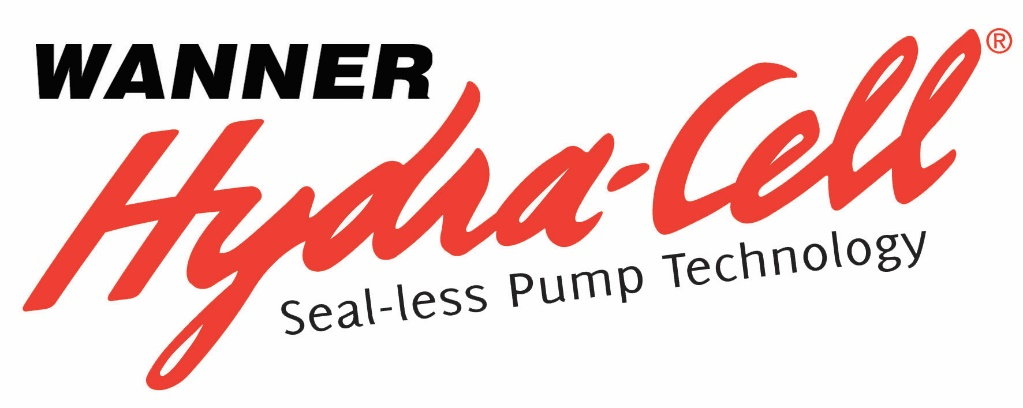 WANNER
Hydra-Cell®
Seal-less Pump Technology